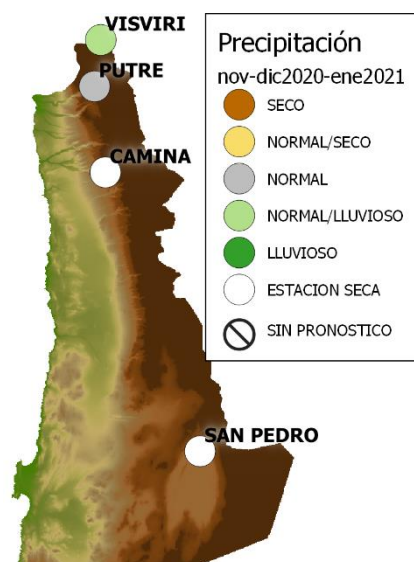 VISVIRI
PUTRE
CAMINA
SAN PEDRO
Precipitación
nov-dic2020-ene2021
SECO
NORMAL/SECO
NORMAL
NORMAL/LLUVIOSO
LLUVIOSO
ESTACION SECA
SIN PRONOSTICO